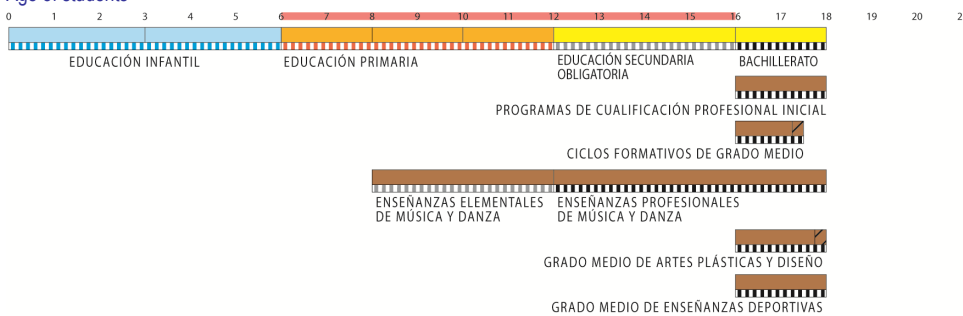 Age of students
0 1 2 3 4 5 6 7 8 9 10 11 12 13 14 15 16 17 18 19 20 2
EDUCACIÓN INFANTIL EDUCACIÓN PRIMARIA EDUCACIÓN SECUNDARIA OBLIGATORIA BACHILLERATO
PROGRAMAS DE CUALIFICACIÓN PROFESIONAL INICIAL
CICLOS FORMATIVOS DE GRADO MEDIO
ENSEÑANZAS ELEMENTALES
DE MÚSICA Y DANZA
ENSEÑANZAS PROFESIONALES
DE MÚSICA Y DANZA
GRADO MEDIO DE ARTES PLÁSTICAS Y DISEÑO
GRADO MEDIO DE ENSEÑANZAS DEPORTIVAS